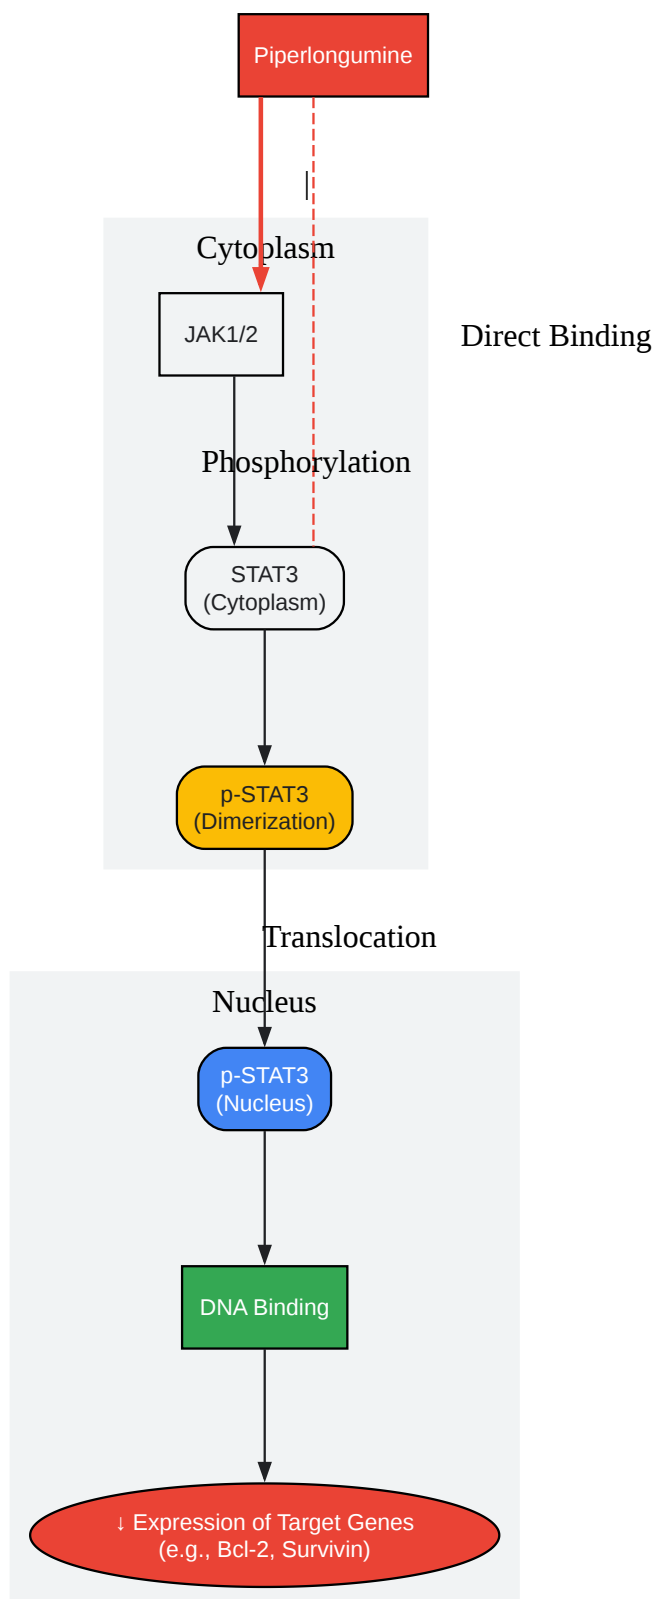 Piperlongumine
|
Cytoplasm
JAK1/2
Direct Binding
Phosphorylation
STAT3
(Cytoplasm)
p-STAT3
(Dimerization)
Translocation
Nucleus
p-STAT3
(Nucleus)
DNA Binding
↓ Expression of Target Genes
(e.g., Bcl-2, Survivin)